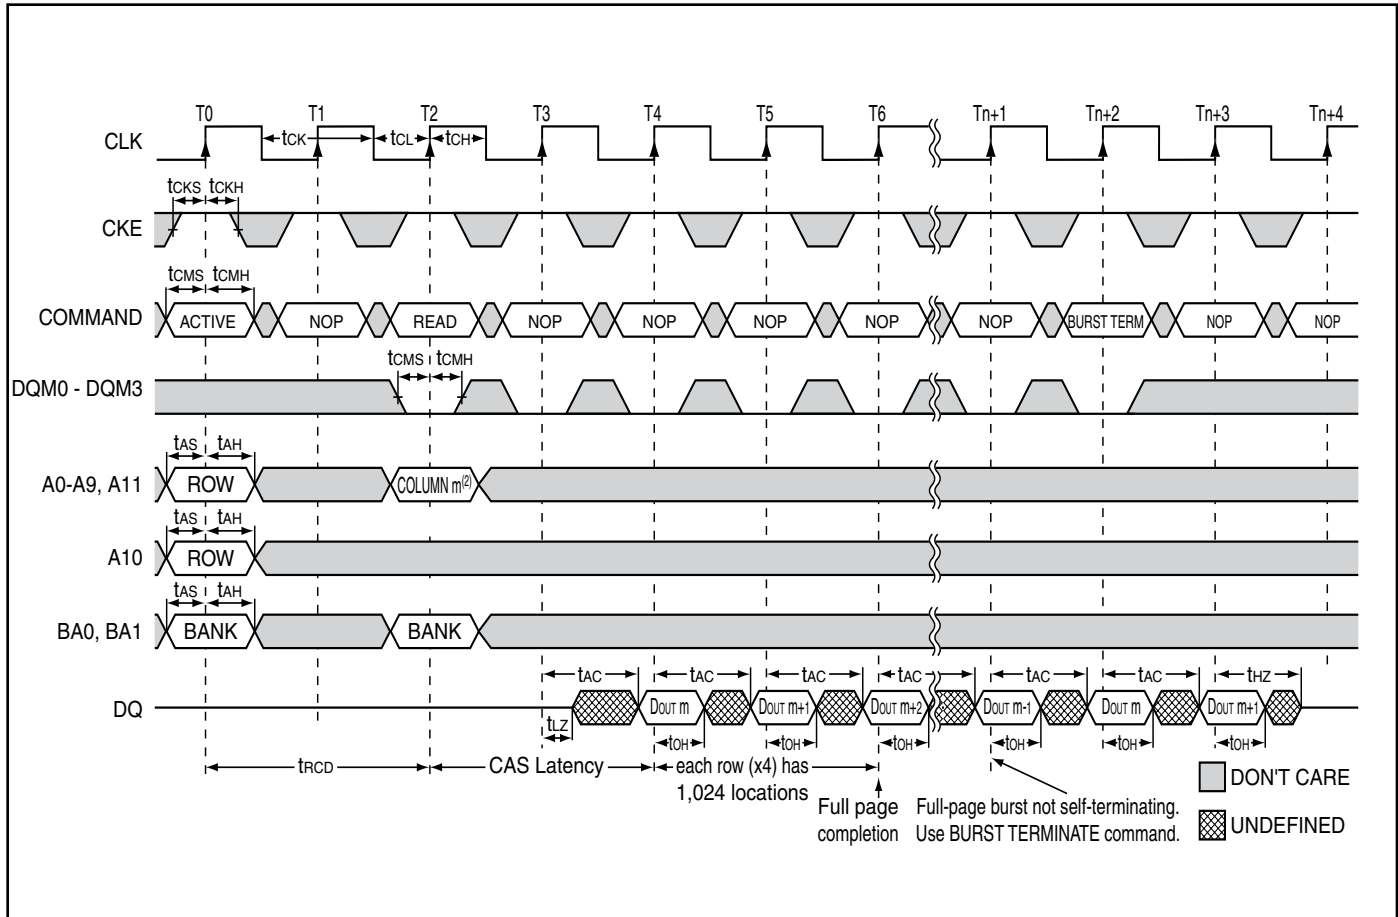 T0 T1 T2 T3 T4 T5 T6 Tn+1 Tn+2 Tn+3 Tn+4
CLK
tCK tCL tCH
tCKS tCKH
CKE
tCMS tCMH
COMMAND ACTIVE NOP READ NOP NOP NOP NOP NOP BURST TERM NOP NOP
tCMS tCMH
DQM0 - DQM3
tAS tAH
A0-A9, A11 ROW COLUMN m(2)
tAS tAH
A10 ROW
tAS tAH
BA0, BA1 BANK BANK
tAC tAC tAC tAC tAC tAC tHZ
DQ DOUT m DOUT m+1 DOUT m+2 DOUT m-1 DOUT m DOUT m+1
tLZ tOH tOH tOH tOH tOH tOH
tRCD CAS Latency each row (x4) has
1,024 locations
Full page
completion
Full-page burst not self-terminating.
Use BURST TERMINATE command.
DON'T CARE
UNDEFINED